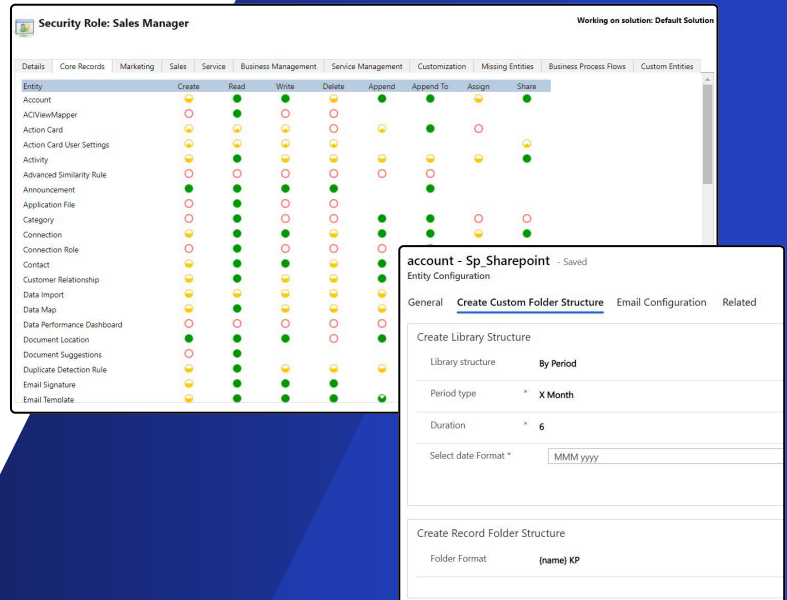 Security Role: Sales Manager
Working on solution: Default Solution
Details Core Records Marketing Sales Service Business Management Service Management Customization Missing Entities Business Process Flows Custom Entities
Entity Create Read Write Delete Append Append To Assign Share
Account
ACIViewMapper
Action Card
Action Card User Settings
Activity
Advanced Similarity Rule
Announcement
Application File
Category
Connection
Connection Role
Contact
Customer Relationship
Data Import
Data Map
Data Performance Dashboard
Document Location
Document Suggestions
Duplicate Detection Rule
Email Signature
Email Template
account - Sp_Sharepoint - Saved
Entity Configuration
General Create Custom Folder Structure Email Configuration Related
Create Library Structure
Library structure By Period
Period type * X Month
Duration * 6
Select date Format * MMM yyyy
Create Record Folder Structure
Folder Format {name} KP